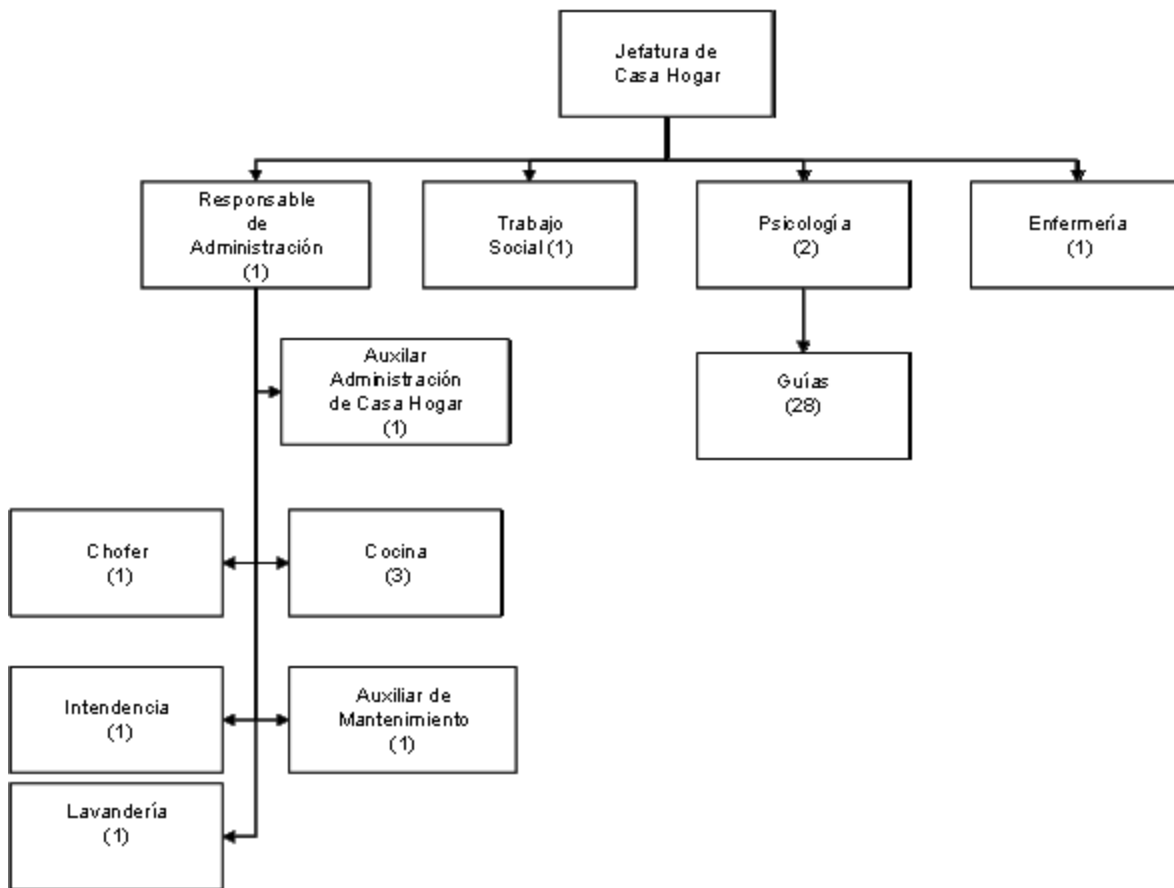 Jefatura de
Casa Hogar
Responsable
de
Administración
(1)
Trabajo
Social (1)
Psicología
(2)
Enfermería
(1)
Auxilar
Administración
de Casa Hogar
(1)
Guías
(28)
Chofer
(1)
Cocina
(3)
Intendencia
(1)
Auxiliar de
Mantenimiento
(1)
Lavandería
(1)